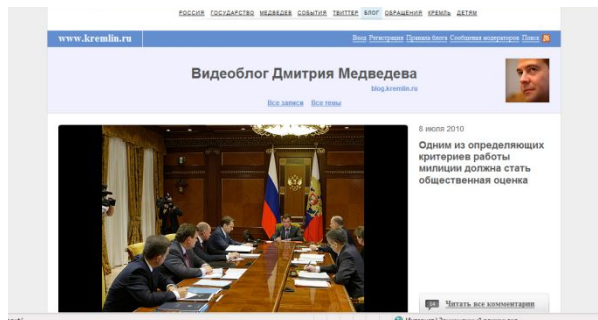 РОССИЯ ГОСУДАРСТВО МЕДВЕДЕВ СОБЫТИЯ ТВИТТЕР БЛОГ ОБРАЩЕНИЯ КРЕМЛЬ ДЕТЯМ
www.kremlin.ru Вход Регистрация Правила блога Сообщения модераторов Поиск
Видеоблог Дмитрия Медведева
blog.kremlin.ru
Все записи Все темы
8 июля 2010
Одним из определяющих
критериев работы
милиции должна стать
общественная оценка
Читать все комментарии